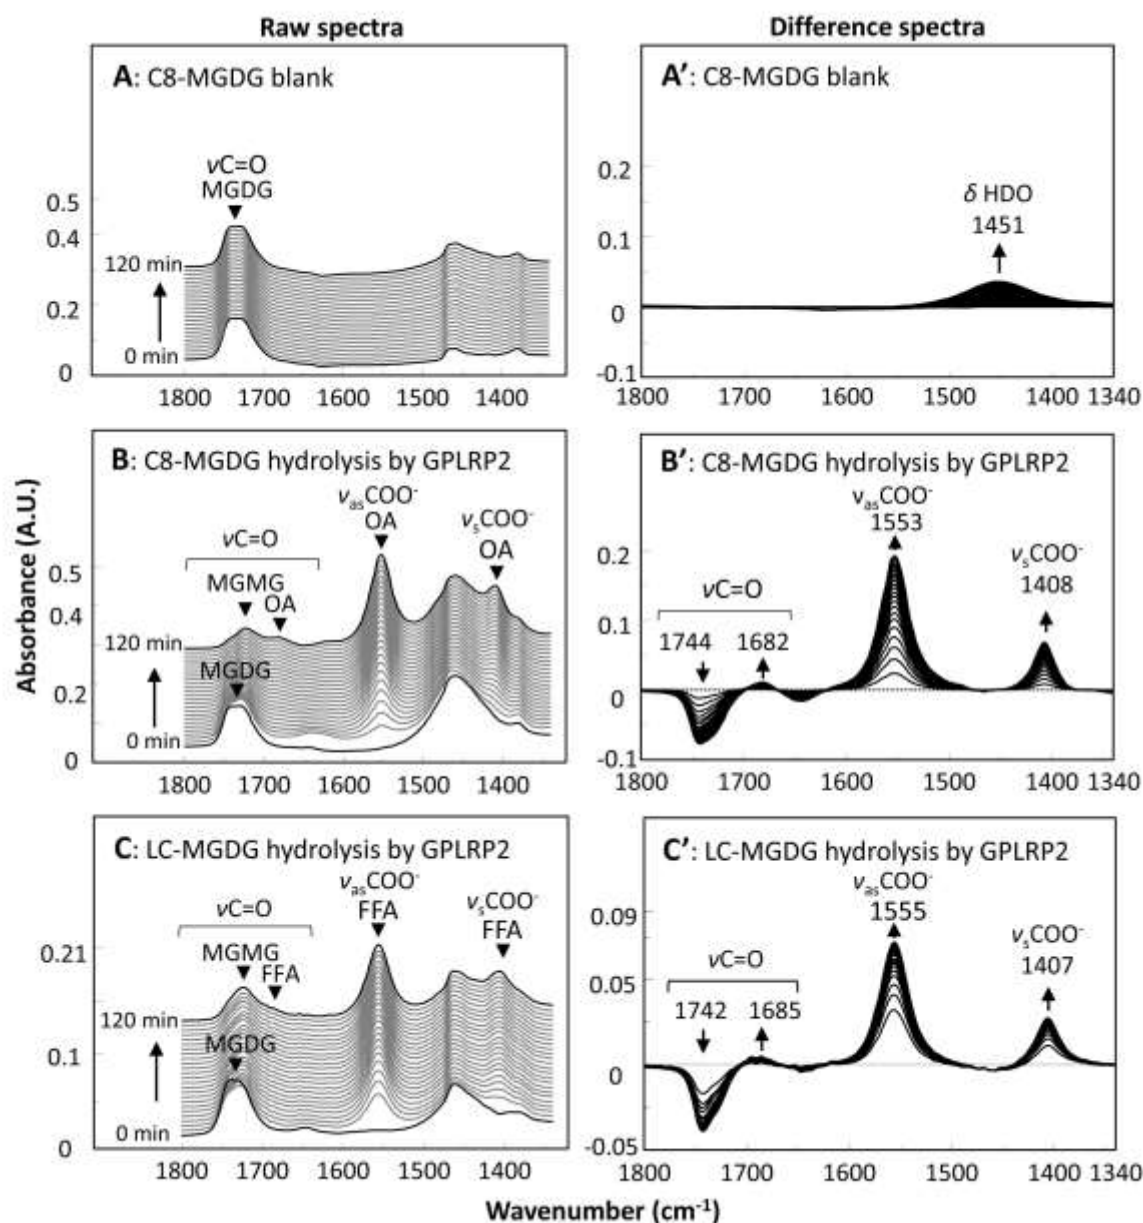 Raw spectra
Difference spectra
A: C8-MGDG blank
νC=O
MGDG
0.5
0.4
120 min
0.2
0 min
0
1800 1700 1600 1500 1400
A′: C8-MGDG blank
0.2
δ HDO
1451
0.1
0
-0.1
1800 1700 1600 1500 1400 1340
B: C8-MGDG hydrolysis by GPLRP2
νasCOO-
OA
νsCOO-
OA
νC=O
MGMG
OA
0.5
0.4
120 min
MGDG
0.2
0 min
0
1800 1700 1600 1500 1400
B′: C8-MGDG hydrolysis by GPLRP2
νasCOO-
1553
0.2
νsCOO-
1408
νC=O
1744 1682
0.1
0
-0.1
1800 1700 1600 1500 1400 1340
C: LC-MGDG hydrolysis by GPLRP2
νasCOO-
FFA
νsCOO-
FFA
νC=O
MGMG
FFA
0.21
120 min
MGDG
0.1
0 min
0
1800 1700 1600 1500 1400
C′: LC-MGDG hydrolysis by GPLRP2
νasCOO-
1555
0.09
νsCOO-
1407
νC=O
1742 1685
0.05
0
-0.05
1800 1700 1600 1500 1400 1340
Absorbance (A.U.)
Wavenumber (cm-1)